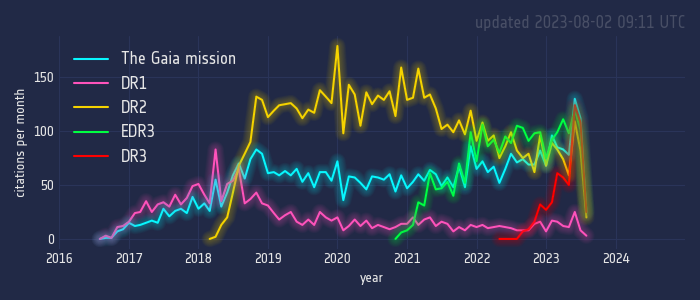 updated 2023-08-02 09:11 UTC
The Gaia mission
DR1
DR2
EDR3
DR3
citations per month
150
100
50
0
2016 2017 2018 2019 2020 2021 2022 2023 2024
year